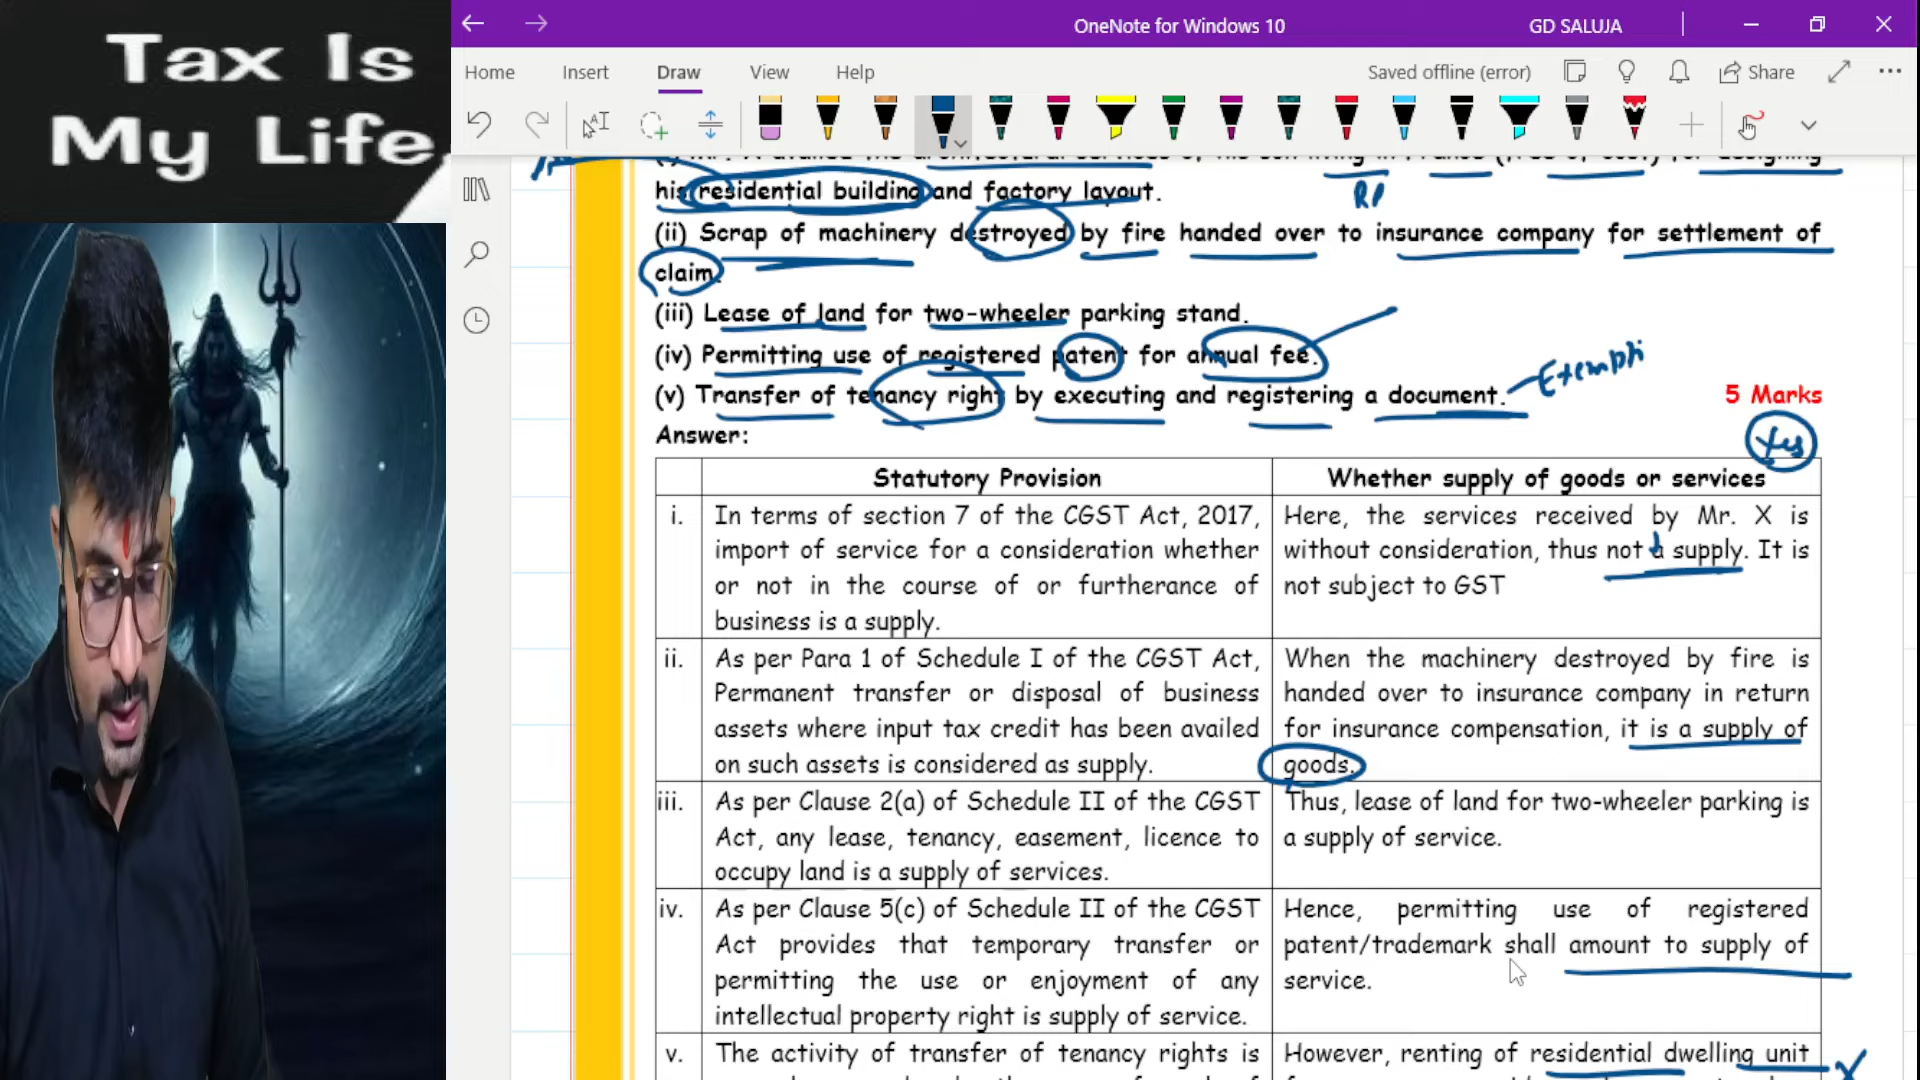 Tax Is
My Life,
OneNote for Windows 10
GD SALUJA
Home Insert Draw View Help
Saved offline (error)
Share
his residential building and factory layout.
RP
(ii) Scrap of machinery destroyed by fire handed over to insurance company for settlement of
claim.
(iii) Lease of land for two-wheeler parking stand.
(iv) Permitting use of registered patent for annual fee.
(v) Transfer of tenancy right by executing and registering a document.
5 Marks
Yes
Answer:
Statutory Provision
Whether supply of goods or services
i.
In terms of section 7 of the CGST Act, 2017,
import of service for a consideration whether
or not in the course of or furtherance of
business is a supply.
Here, the services received by Mr. X is
without consideration, thus not a supply. It is
not subject to GST
ii.
As per Para 1 of Schedule I of the CGST Act,
Permanent transfer or disposal of business
assets where input tax credit has been availed
on such assets is considered as supply.
When the machinery destroyed by fire is
handed over to insurance company in return
for insurance compensation, it is a supply of
goods.
iii.
As per Clause 2(a) of Schedule II of the CGST
Act, any lease, tenancy, easement, licence to
occupy land is a supply of services.
Thus, lease of land for two-wheeler parking is
a supply of service.
iv.
As per Clause 5(c) of Schedule II of the CGST
Act provides that temporary transfer or
permitting the use or enjoyment of any
intellectual property right is supply of service.
Hence, permitting use of registered
patent/trademark shall amount to supply of
service.
v.
The activity of transfer of tenancy rights is
However, renting of residential dwelling unit